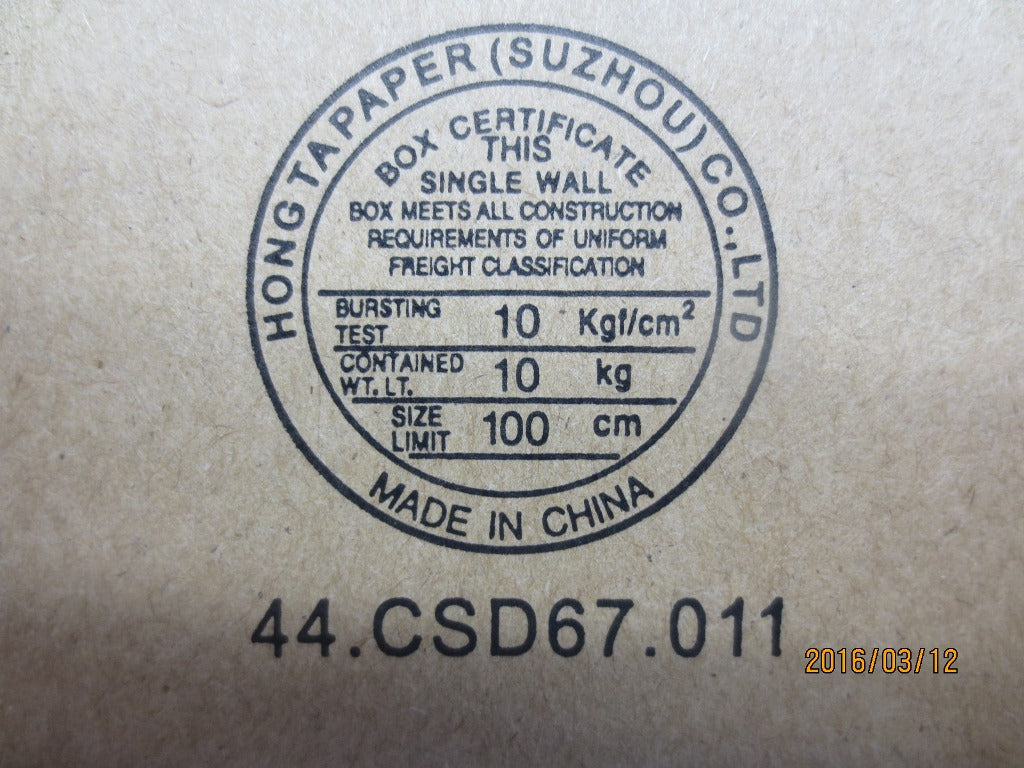 HONG TAPAPER (SUZHOU) CO.,LTD
BOX CERTIFICATE
THIS
SINGLE WALL
BOX MEETS ALL CONSTRUCTION
REQUIREMENTS OF UNIFORM
FREIGHT CLASSIFICATION
BURSTING TEST 10 Kgf/cm²
CONTAINED WT. LT. 10 kg
SIZE LIMIT 100 cm
MADE IN CHINA
44.CSD67.011
2016/03/12